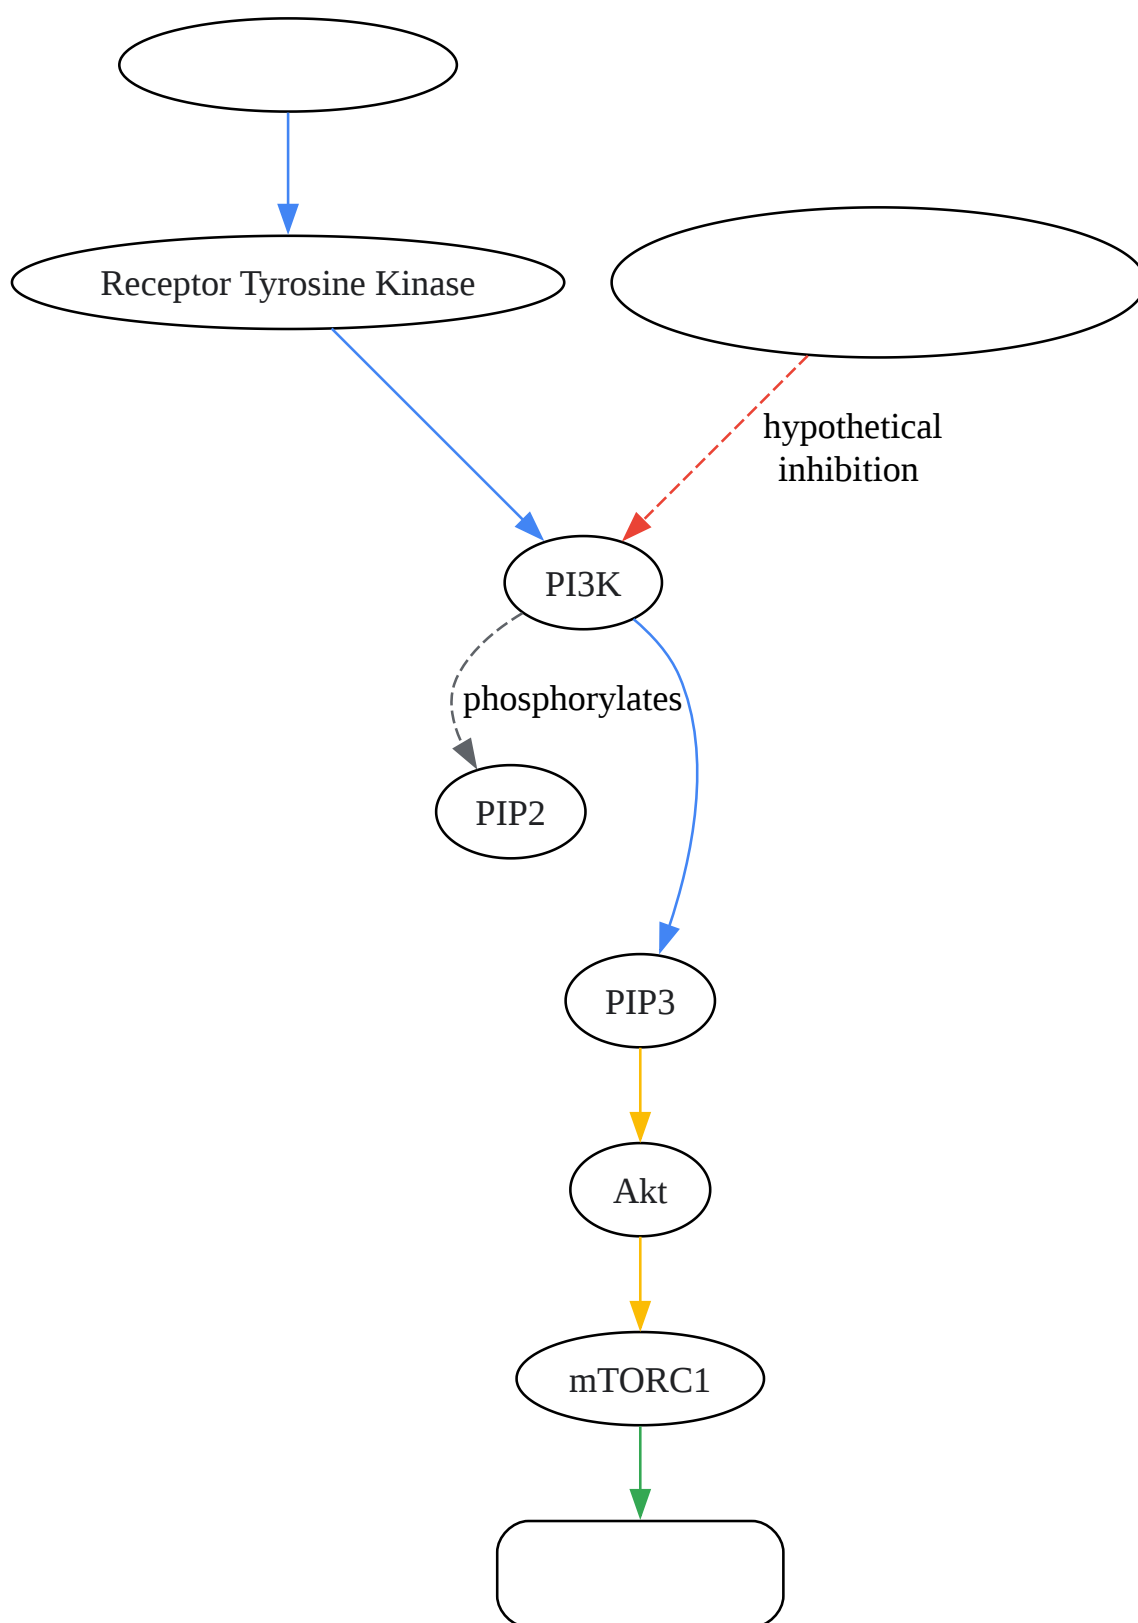 Receptor Tyrosine Kinase
hypothetical
inhibition
PI3K
phosphorylates
PIP2
PIP3
Akt
mTORC1